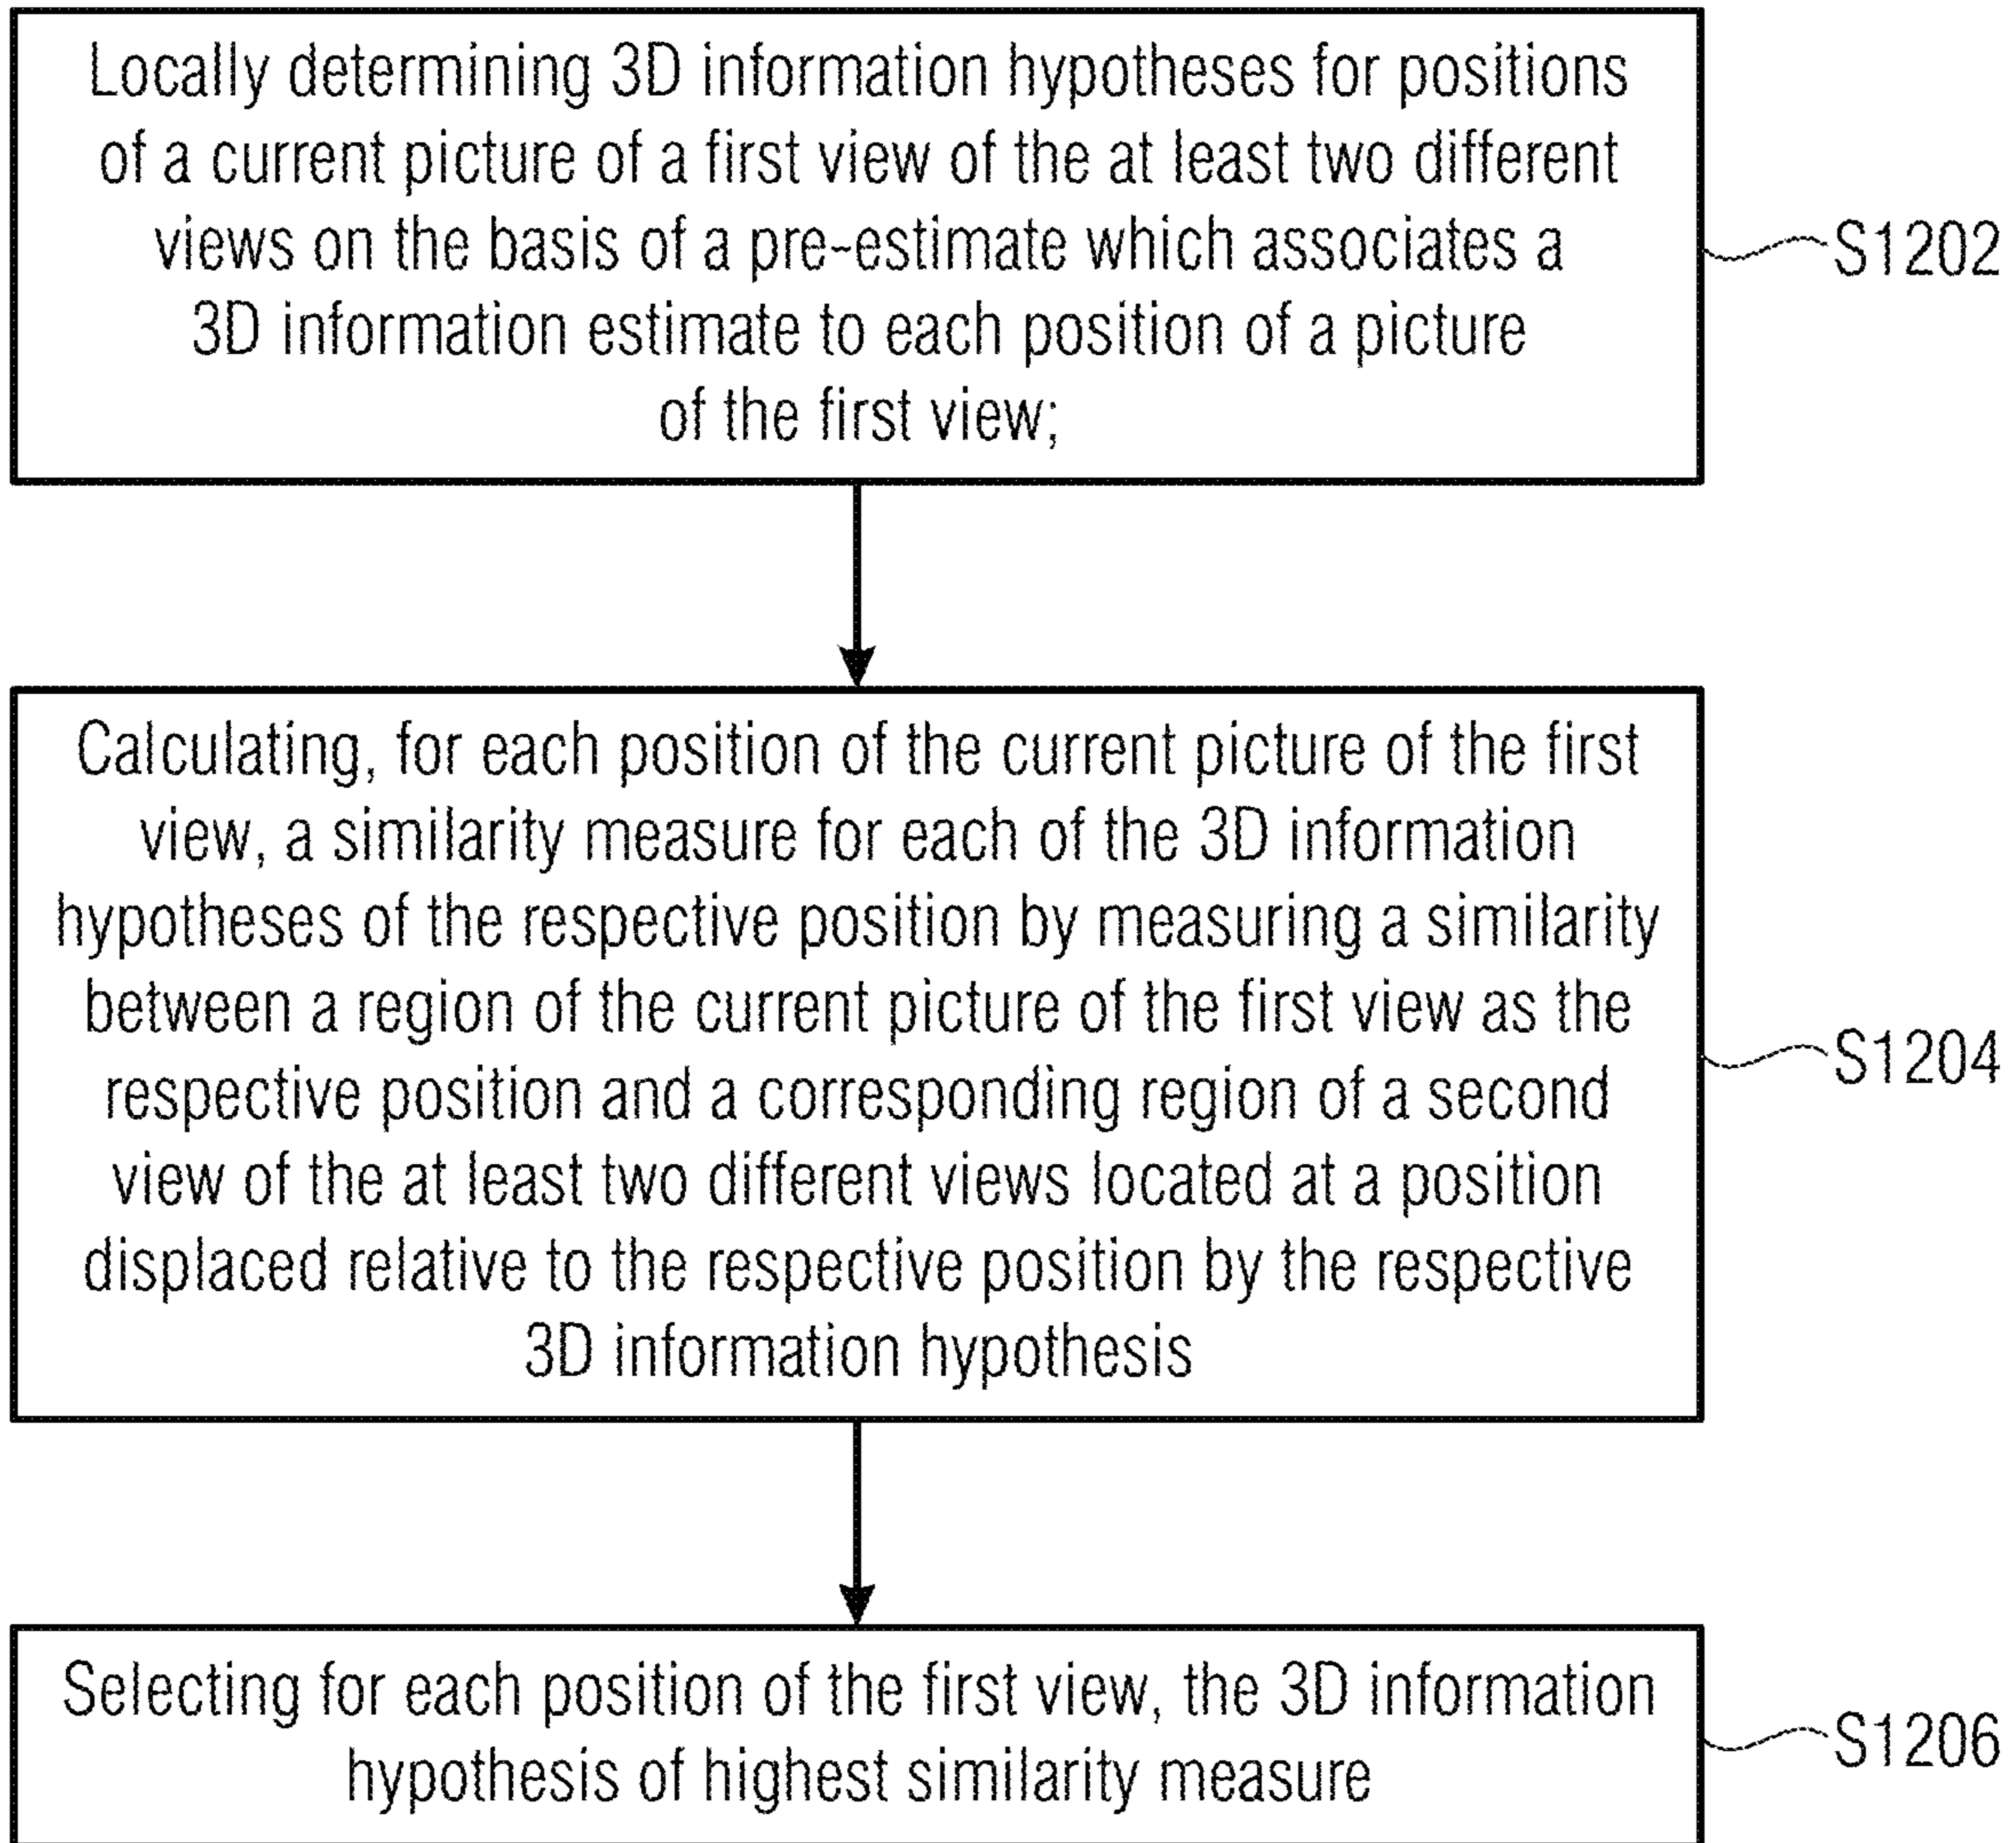 Locally determining 3D information hypotheses for positions
of a current picture of a first view of the at least two different
views on the basis of a pre-estimate which associates a
3D information estimate to each position of a picture
of the first view;
S1202
Calculating, for each position of the current picture of the first
view, a similarity measure for each of the 3D information
hypotheses of the respective position by measuring a similarity
between a region of the current picture of the first view as the
respective position and a corresponding region of a second
view of the at least two different views located at a position
displaced relative to the respective position by the respective
3D information hypothesis
S1204
Selecting for each position of the first view, the 3D information
hypothesis of highest similarity measure
S1206